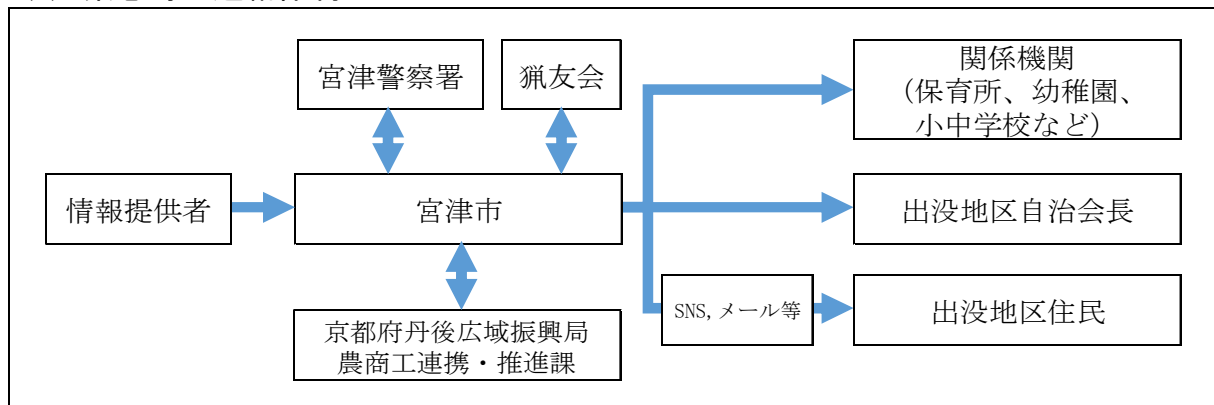 宮津警察署
猟友会
関係機関
（保育所、幼稚園、
小中学校など）
情報提供者
宮津市
出没地区自治会長
SNS,メール等
出没地区住民
京都府丹後広域振興局
農商工連携・推進課